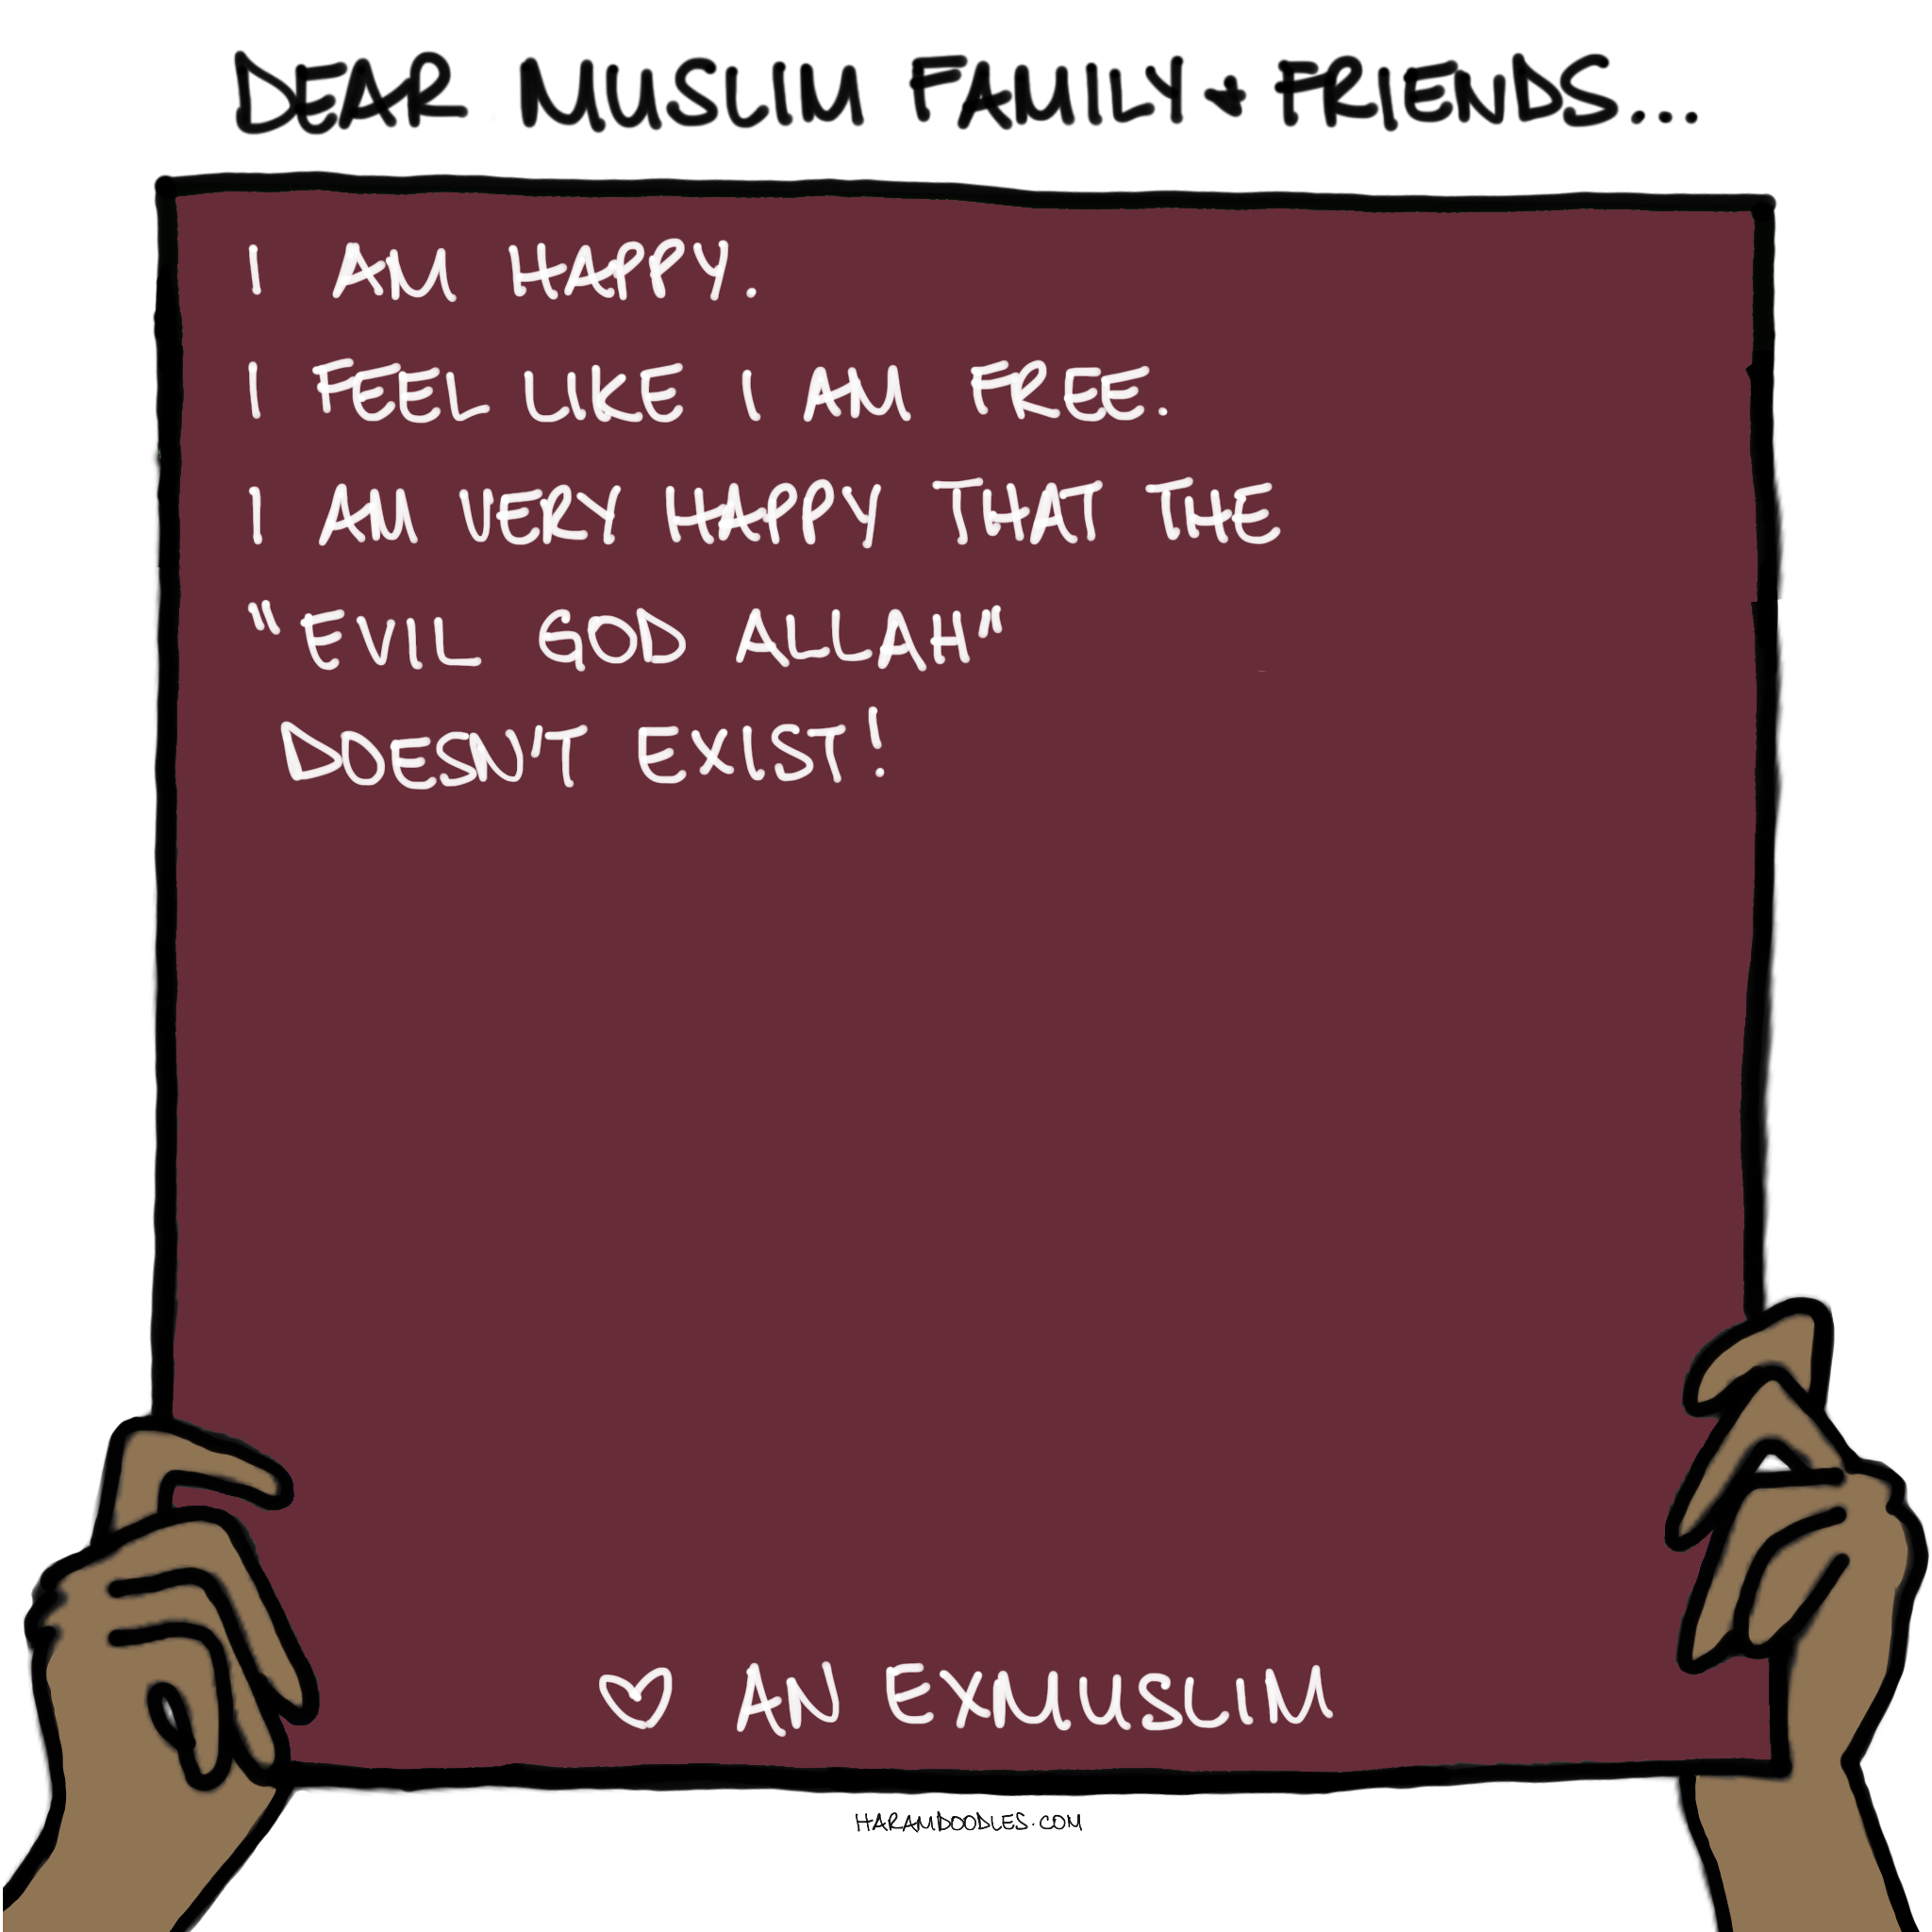 DEAR MUSLIM FAMILY + FRIENDS...
I AM HAPPY.
I FEEL LIKE I AM FREE.
I AM VERY HAPPY THAT THE
"EVIL GOD ALLAH"
DOESN'T EXIST!
♡ AN EXMUSLIM
HARAMDOODLES.COM